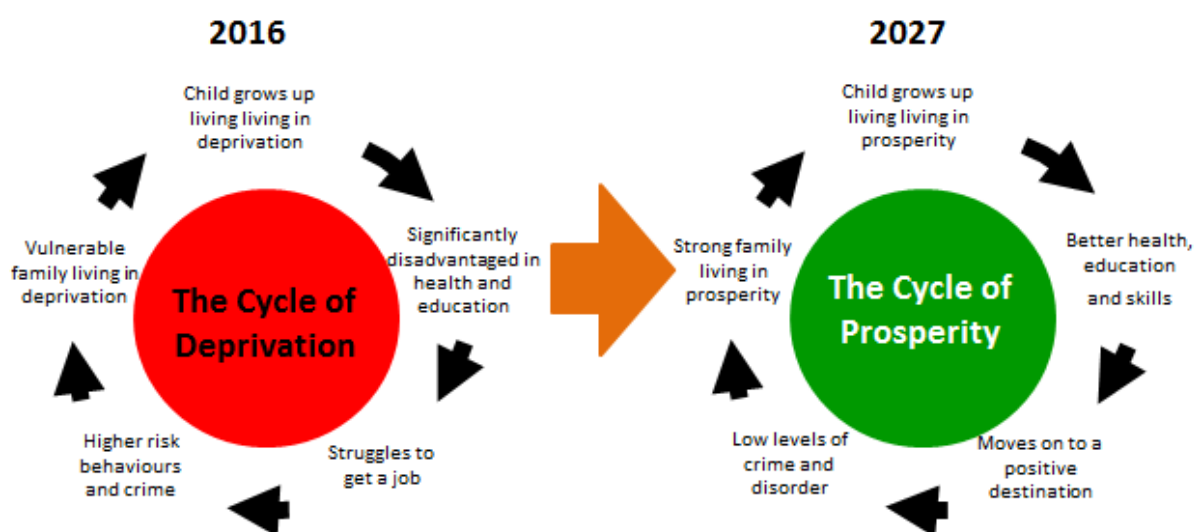 2016
Child grows up
living living in
deprivation
Significantly
disadvantaged in
health and
education
Struggles to
get a job
Higher risk
behaviours
and crime
Vulnerable
family living in
deprivation
The Cycle of
Deprivation
2027
Child grows up
living living in
prosperity
Better health,
education
and skills
Moves on to a
positive
destination
Low levels of
crime and
disorder
Strong family
living in
prosperity
The Cycle of
Prosperity